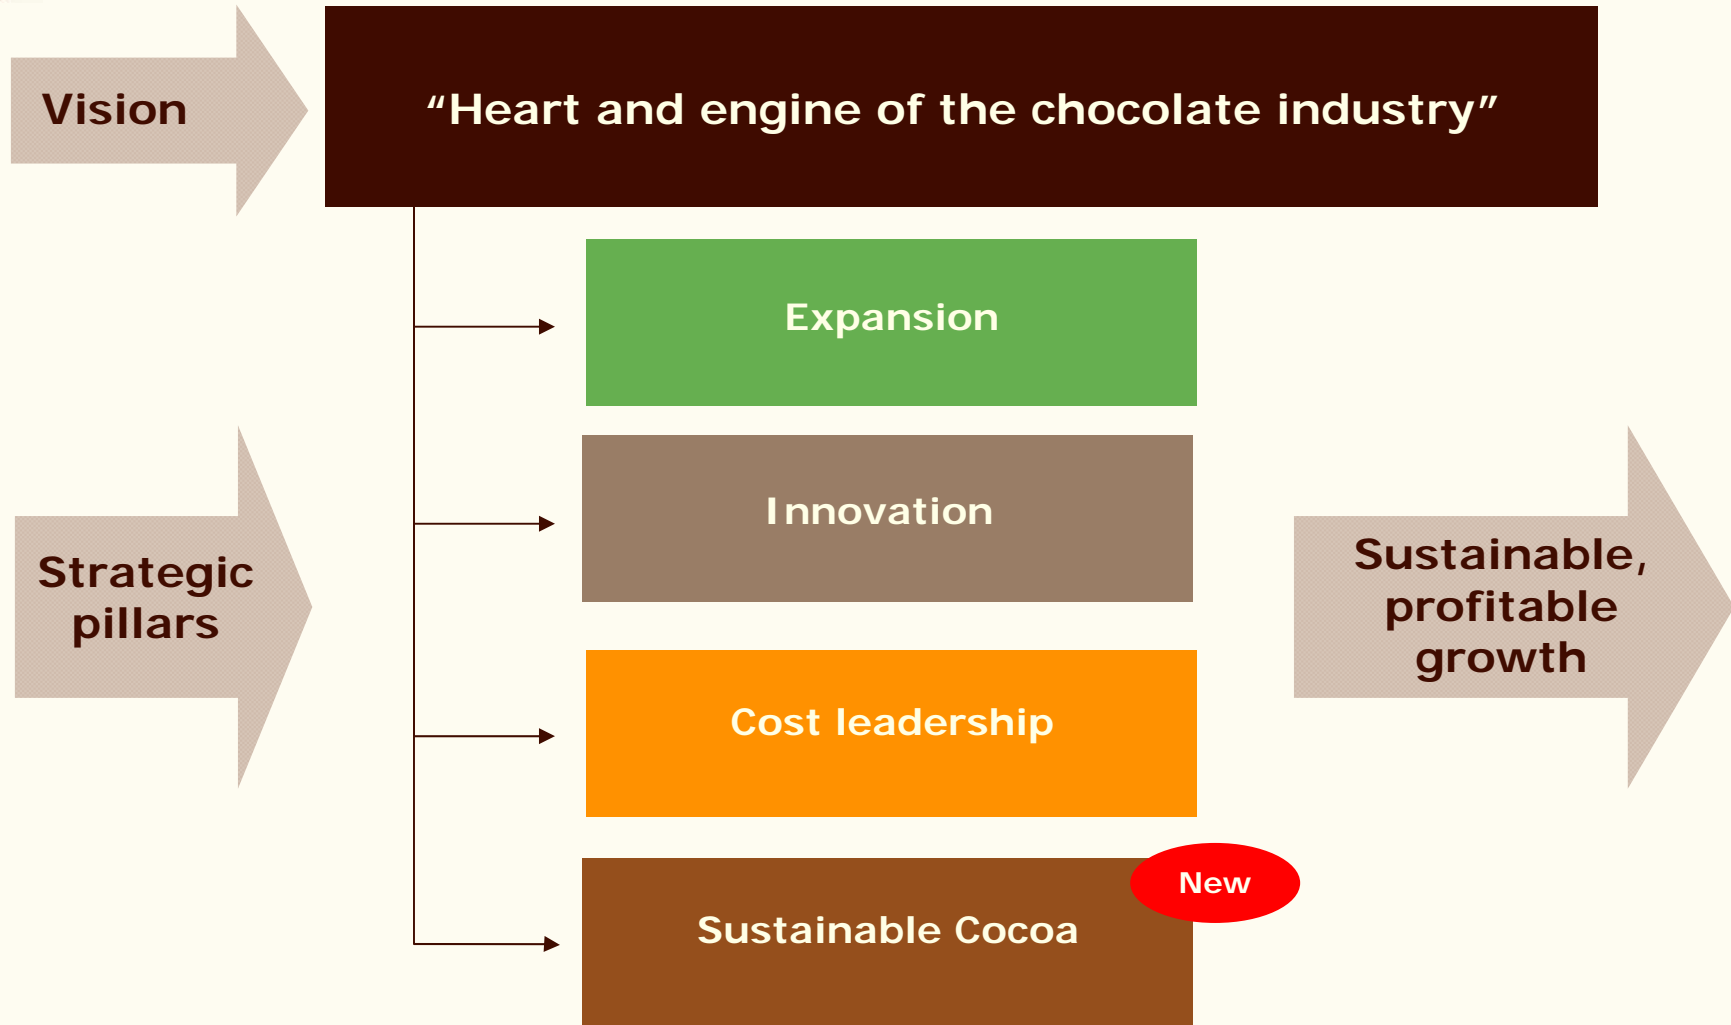 Vision
“Heart and engine of the chocolate industry”
Expansion
Innovation
Strategic
pillars
Sustainable,
profitable
growth
Cost leadership
New
Sustainable Cocoa